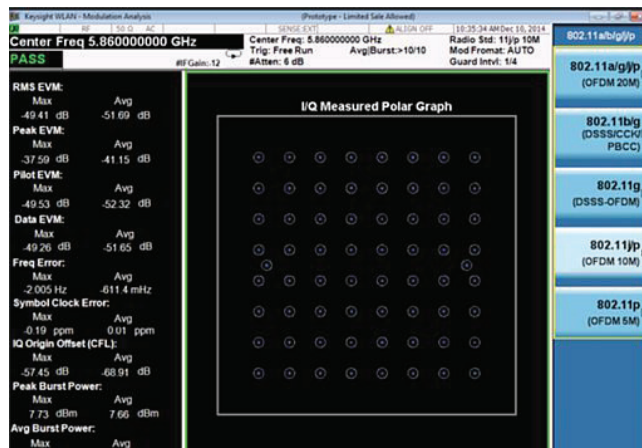 Keysight WLAN - Modulation Analysis (Prototype - Limited Sale Allowed)
RF 50 Ω AC SENSE:EXT ALIGN OFF 10:35:34 AM Dec 10, 2014
Center Freq 5.860000000 GHz
PASS
#IFGain:.12
Center Freq: 5.860000000 GHz
Trig: Free Run Avg|Burst:>10/10
#Atten: 6 dB
Radio Std: 11j/p 10M
Mod Fromat: AUTO
Guard Intvl: 1/4
RMS EVM:
Max Avg
-49.41 dB -51.69 dB
Peak EVM:
Max Avg
-37.59 dB -41.15 dB
Pilot EVM:
Max Avg
-49.53 dB -52.32 dB
Data EVM:
Max Avg
-49.26 dB -51.65 dB
Freq Error:
Max Avg
-2.005 Hz -611.4 mHz
Symbol Clock Error:
Max Avg
-0.19 ppm 0.01 ppm
IQ Origin Offset (CFL):
Max Avg
-57.45 dB -68.91 dB
Peak Burst Power:
Max Avg
7.73 dBm 7.66 dBm
Avg Burst Power:
Max Avg
I/Q Measured Polar Graph
802.11a/b/g/j/p
802.11a/g/j/p
(OFDM 20M)
802.11b/g
(DSSS/CCK/
PBCC)
802.11g
(DSSS-OFDM)
802.11j/p
(OFDM 10M)
802.11p
(OFDM 5M)